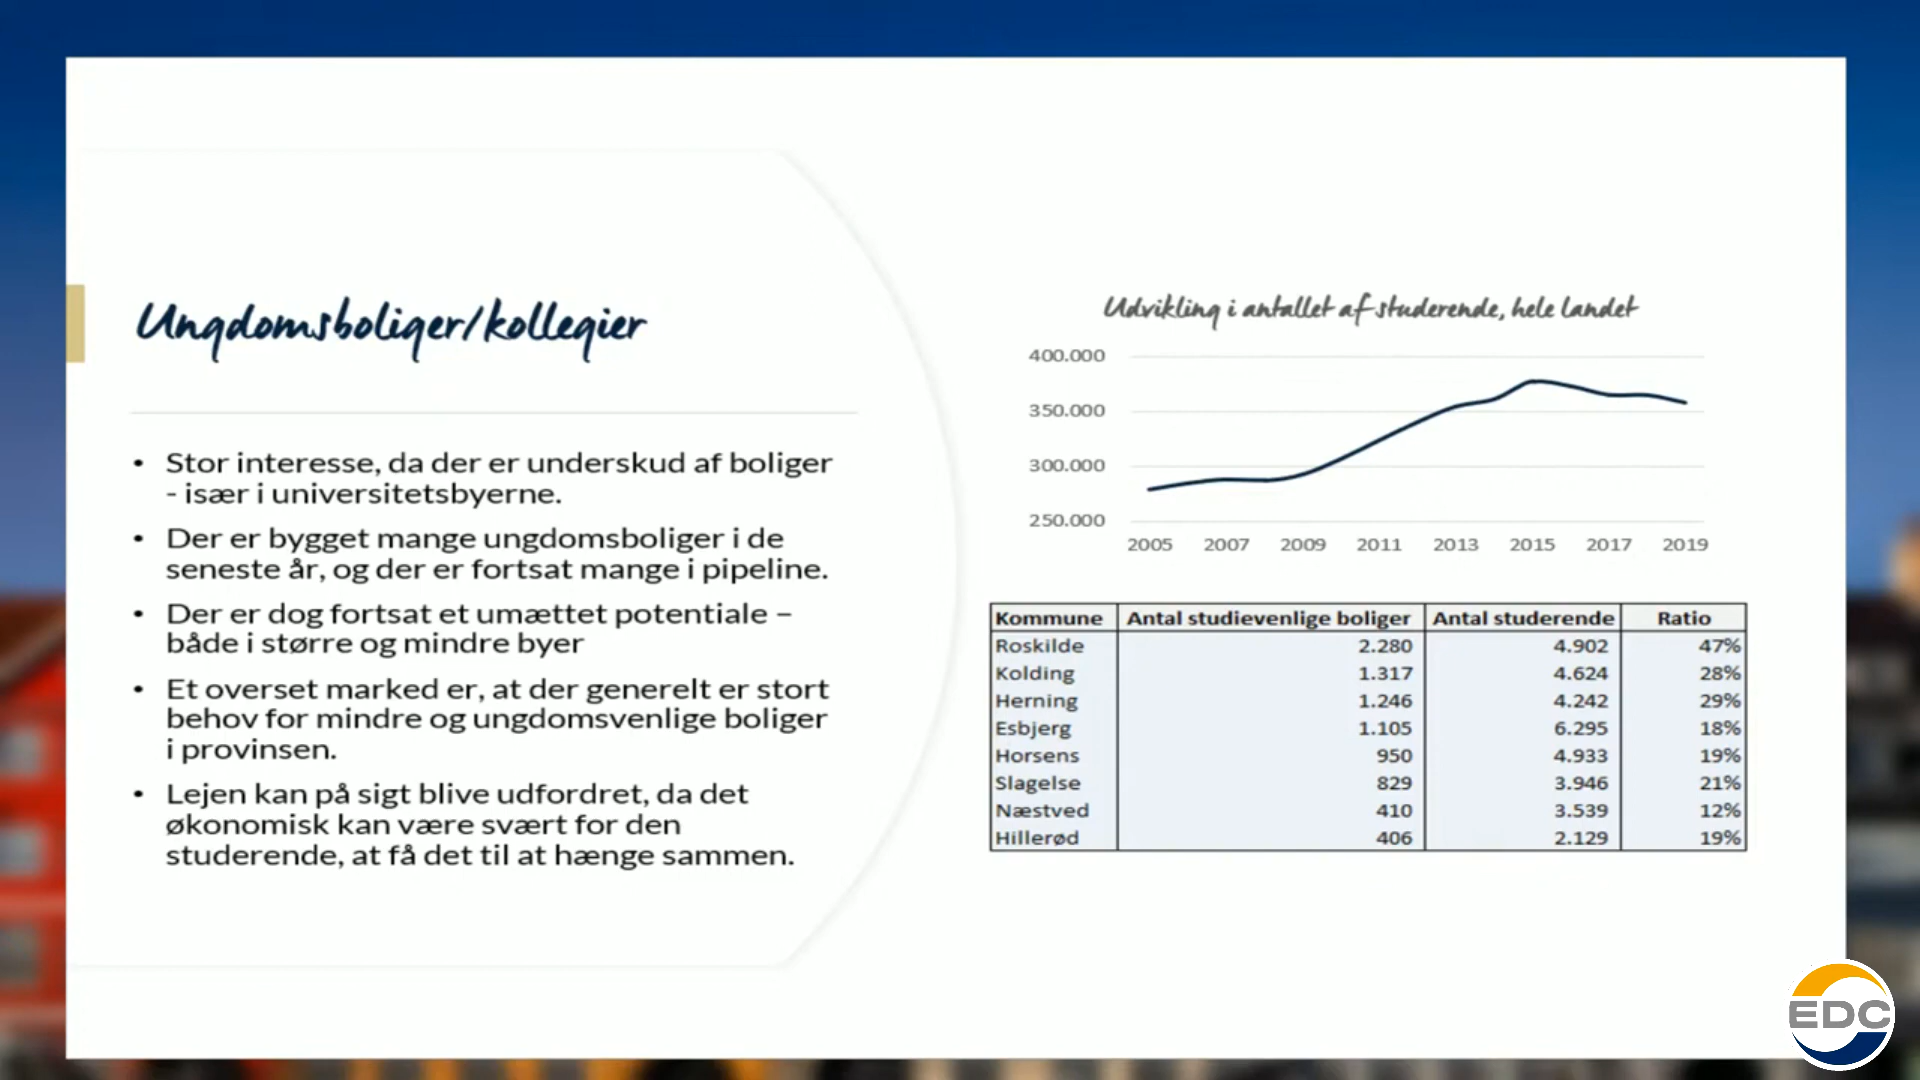 Ungdomsboliger/kollegier
• Stor interesse, da der er underskud af boliger
- især i universitetsbyerne.
• Der er bygget mange ungdomsboliger i de
seneste år, og der er fortsat mange i pipeline.
• Der er dog fortsat et umættet potentiale –
både i større og mindre byer
• Et overset marked er, at der generelt er stort
behov for mindre og ungdomsvenlige boliger
i provinsen.
• Lejen kan på sigt blive udfordret, da det
økonomisk kan være svært for den
studerende, at få det til at hænge sammen.
Udvikling i antallet af studerende, hele landet
400.000
350.000
300.000
250.000
2005 2007 2009 2011 2013 2015 2017 2019
Kommune Antal studievenlige boliger Antal studerende Ratio
Roskilde 2.280 4.902 47%
Kolding 1.317 4.624 28%
Herning 1.246 4.242 29%
Esbjerg 1.105 6.295 18%
Horsens 950 4.933 19%
Slagelse 829 3.946 21%
Næstved 410 3.539 12%
Hillerød 406 2.129 19%
EDC